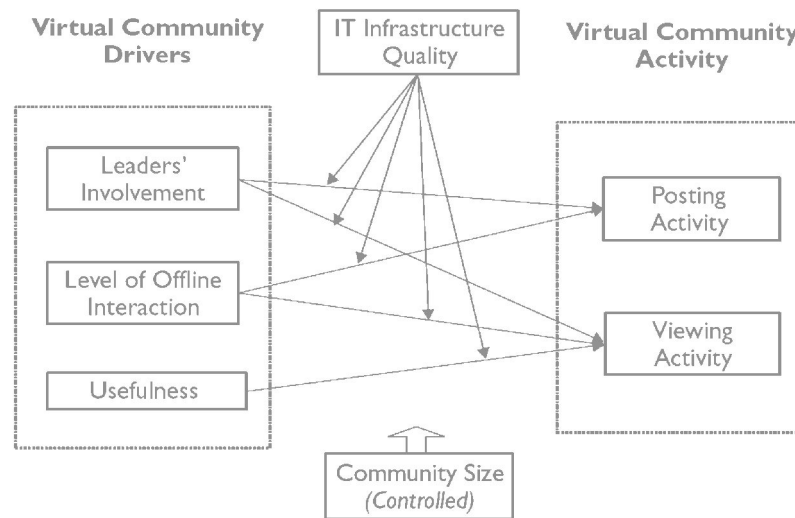 Virtual Community
Drivers
IT Infrastructure
Quality
Virtual Community
Activity
Leaders'
Involvement
Level of Offline
Interaction
Usefulness
Posting
Activity
Viewing
Activity
Community Size
(Controlled)